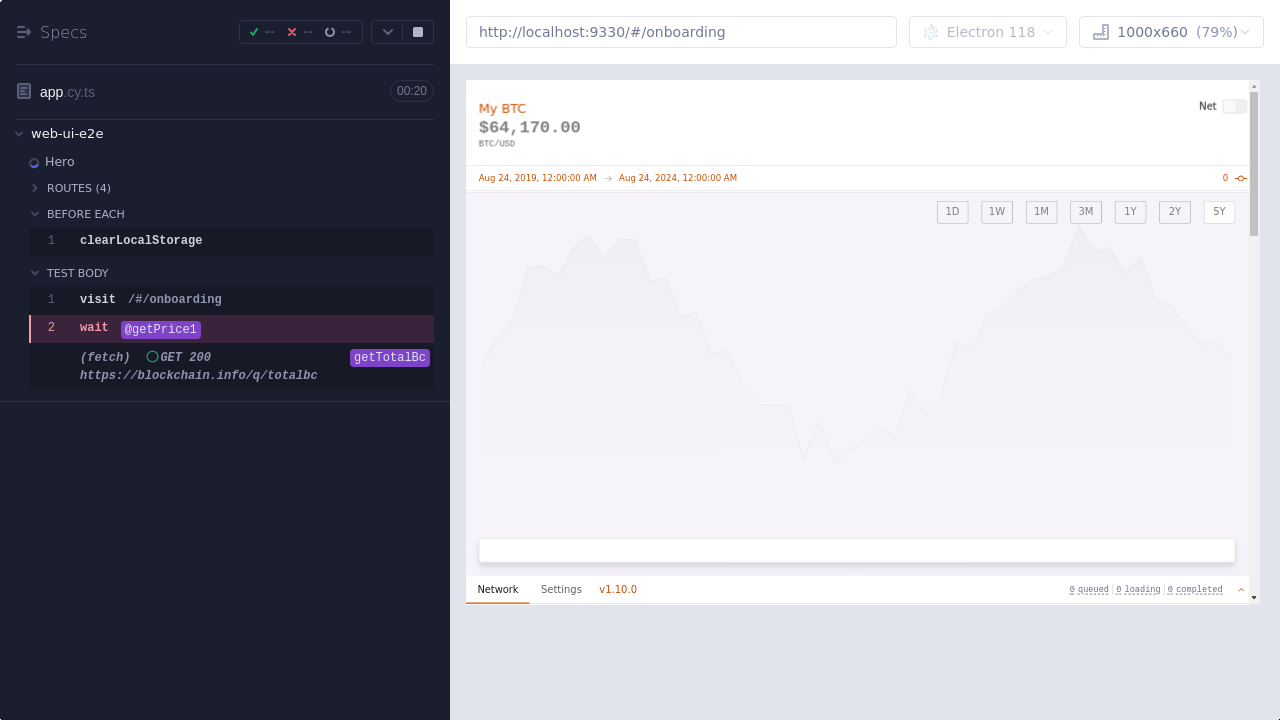 Specs
-- -- --
app.cy.ts
00:20
web-ui-e2e
Hero
ROUTES (4)
BEFORE EACH
1 clearLocalStorage
TEST BODY
1 visit /#/onboarding
2 wait @getPrice1
(fetch) GET 200 getTotalBc
https://blockchain.info/q/totalbc
http://localhost:9330/#/onboarding
Electron 118
1000x660 (79%)
My BTC
Net
$64,170.00
BTC/USD
Aug 24, 2019, 12:00:00 AM → Aug 24, 2024, 12:00:00 AM
0
1D 1W 1M 3M 1Y 2Y 5Y
Network Settings v1.10.0
0 queued 0 loading 0 completed